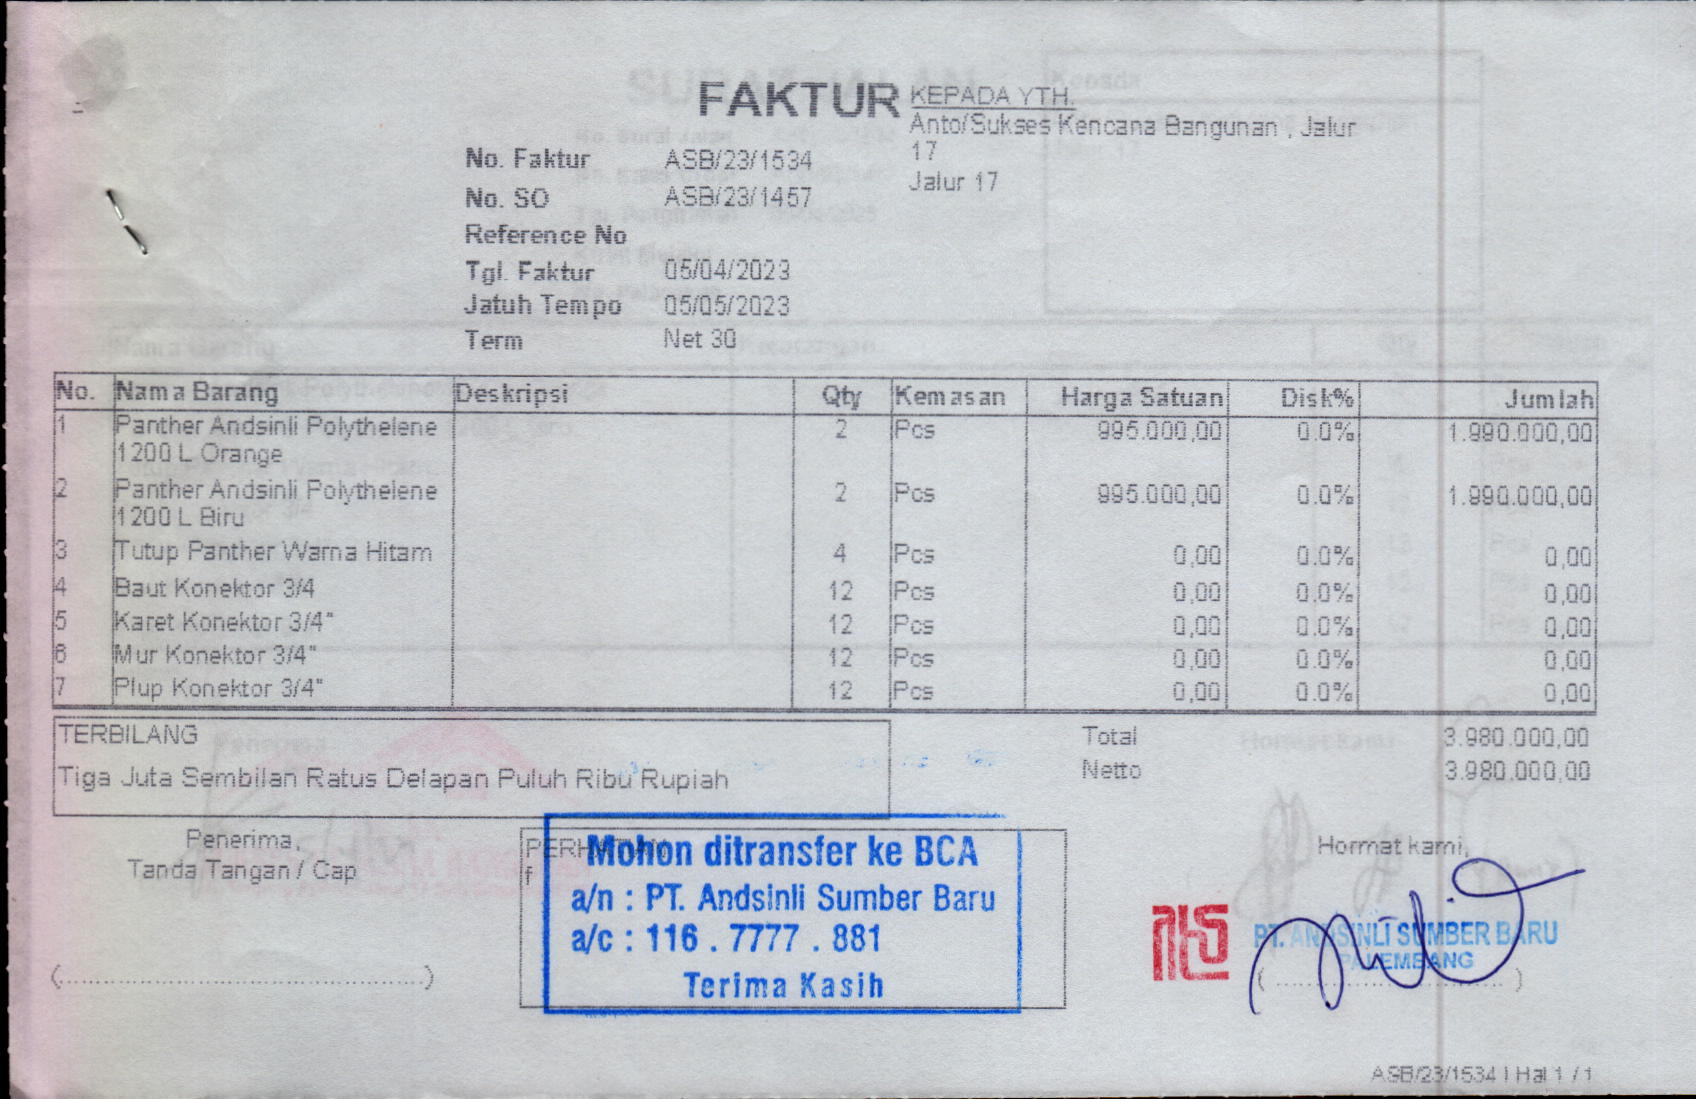 FAKTUR
KEPADA YTH.
Anto/Sukses Kencana Bangunan , Jalur
17
Jalur 17
No. Faktur ASB/23/1534
No. SO ASB/23/1457
Reference No
Tgl. Faktur 05/04/2023
Jatuh Tempo 05/05/2023
Term Net 30
No. Nama Barang Deskripsi Qty Kemasan Harga Satuan Disk% Jumlah
1 Panther Andsinli Polythelene 2 Pcs 995.000,00 0.0% 1.990.000,00
1200 L Orange
2 Panther Andsinli Polythelene 2 Pcs 995.000,00 0.0% 1.990.000,00
1200 L Biru
3 Tutup Panther Warna Hitam 4 Pcs 0,00 0.0% 0,00
4 Baut Konektor 3/4 12 Pcs 0,00 0.0% 0,00
5 Karet Konektor 3/4" 12 Pcs 0,00 0.0% 0,00
6 Mur Konektor 3/4" 12 Pcs 0,00 0.0% 0,00
7 Plup Konektor 3/4" 12 Pcs 0,00 0.0% 0,00
TERBILANG
Tiga Juta Sembilan Ratus Delapan Puluh Ribu Rupiah
Total 3.980.000,00
Netto 3.980.000,00
Penerima,
Tanda Tangan / Cap
(..........................................)
f
Mohon ditransfer ke BCA
a/n : PT. Andsinli Sumber Baru
a/c : 116 . 7777 . 881
Terima Kasih
Hormat kami,
PT. ANDSINLI SUMBER BARU
PALEMBANG
(..........................)
ASB/23/1534 | Hal 1 / 1